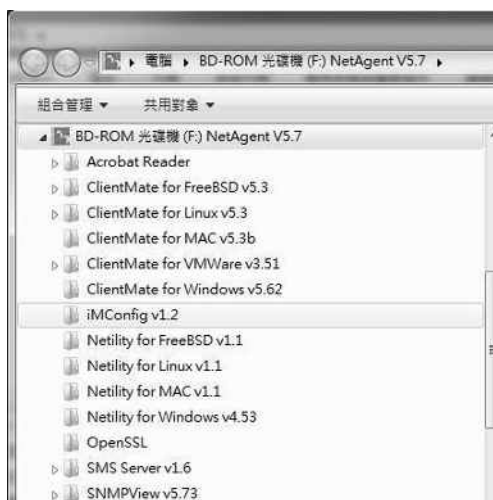 電腦 BD-ROM 光碟機 (F:) NetAgent V5.7
組合管理 共用對象
BD-ROM 光碟機 (F:) NetAgent V5.7
Acrobat Reader
ClientMate for FreeBSD v5.3
ClientMate for Linux v5.3
ClientMate for MAC v5.3b
ClientMate for VMWare v3.51
ClientMate for Windows v5.62
iMConfig v1.2
Netility for FreeBSD v1.1
Netility for Linux v1.1
Netility for MAC v1.1
Netility for Windows v4.53
OpenSSL
SMS Server v1.6
SNMPView v5.73